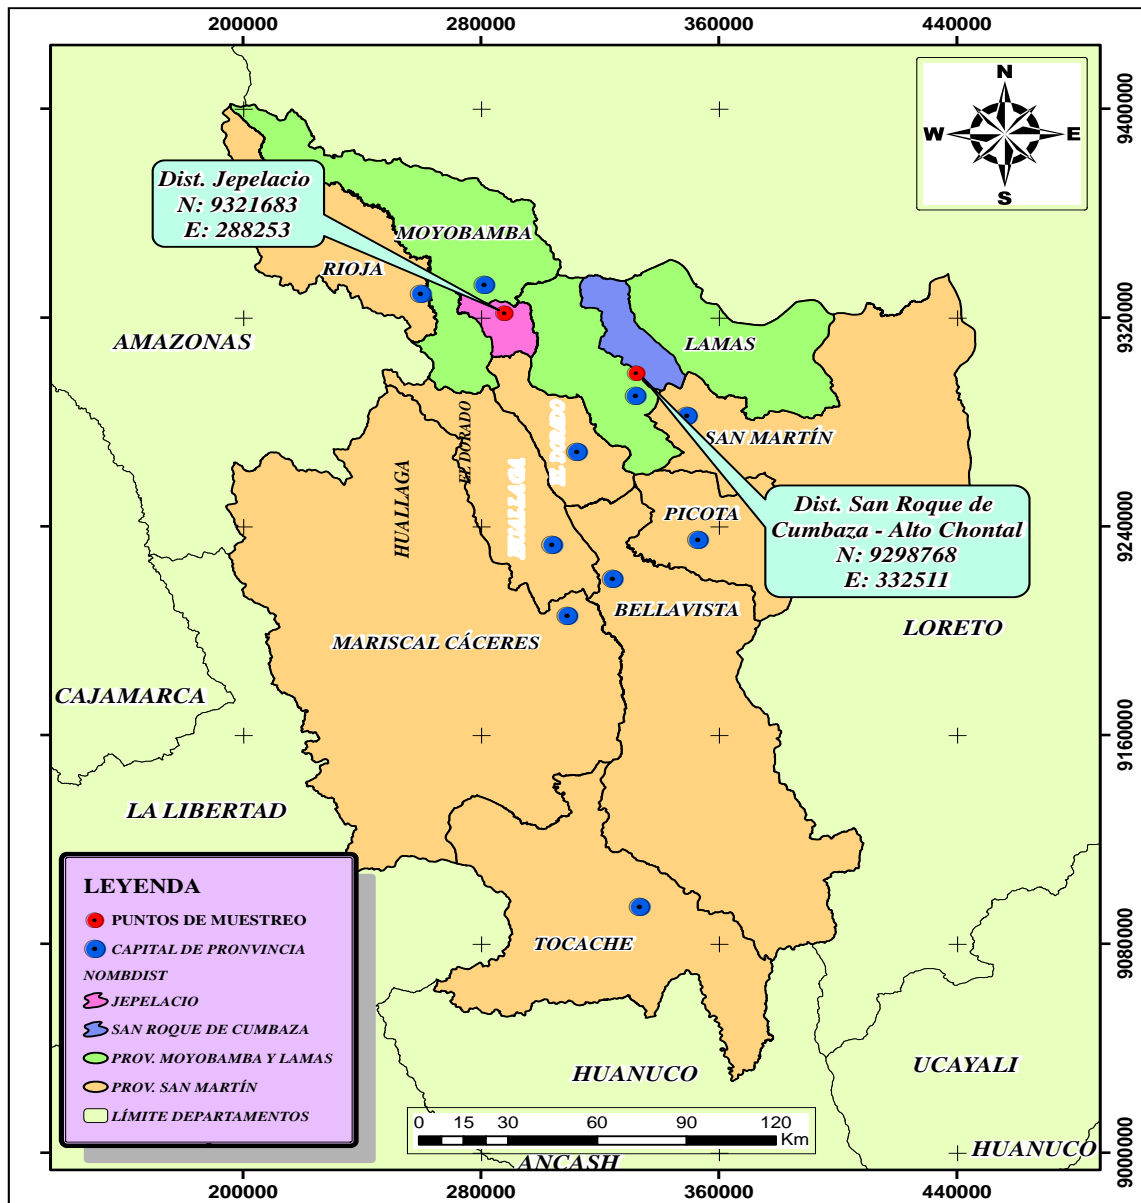 200000
280000
360000
440000
N
W
E
S
9400000
9320000
9240000
9160000
9080000
9000000
Dist. Jepelacio
N: 9321683
E: 288253
MOYOBAMBA
RIOJA
AMAZONAS
LAMAS
SAN MARTÍN
EL DORADO
EL DORADO
HUALLAGA
HUALLAGA
PICOTA
Dist. San Roque de
Cumbaza - Alto Chontal
N: 9298768
E: 332511
BELLAVISTA
LORETO
MARISCAL CÁCERES
CAJAMARCA
LA LIBERTAD
TOCACHE
HUANUCO
UCAYALI
HUANUCO
ANCASH
LEYENDA
PUNTOS DE MUESTREO
CAPITAL DE PRONVINCIA
NOMBDIST
JEPELACIO
SAN ROQUE DE CUMBAZA
PROV. MOYOBAMBA Y LAMAS
PROV. SAN MARTÍN
LÍMITE DEPARTAMENTOS
0 15 30 60 90 120
Km
200000
280000
360000
440000